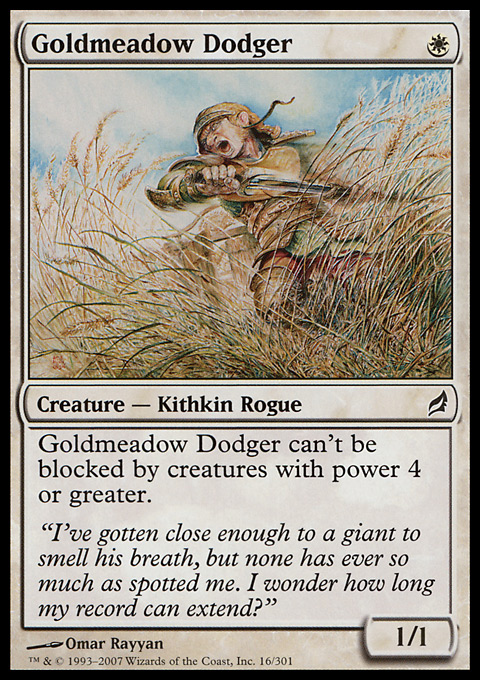 Goldmeadow Dodger
Creature — Kithkin Rogue
Goldmeadow Dodger can't be
blocked by creatures with power 4
or greater.
"I've gotten close enough to a giant to
smell his breath, but none has ever so
much as spotted me. I wonder how long
my record can extend?"
1/1
Omar Rayyan
™ & © 1993–2007 Wizards of the Coast, Inc. 16/301